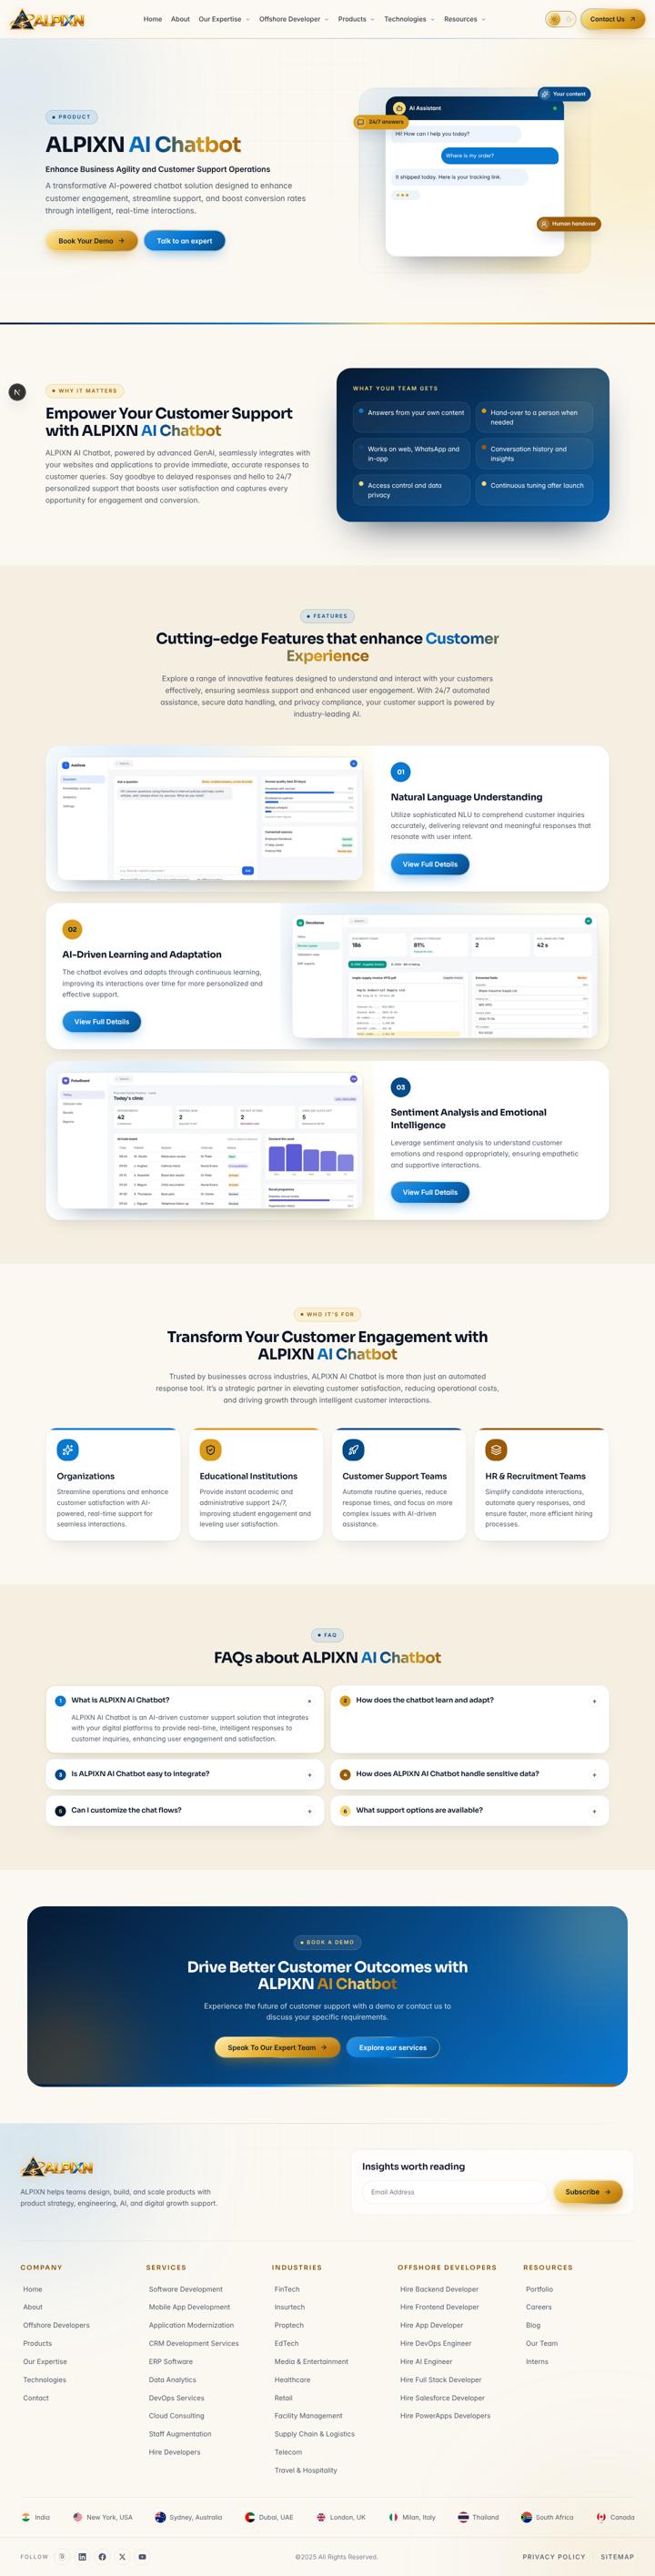 ALPIXN
Home About Our Expertise Offshore Developer Products Technologies Resources
Contact Us
PRODUCT
ALPIXN AI Chatbot
Enhance Business Agility and Customer Support Operations
A transformative AI-powered chatbot solution designed to enhance
customer engagement, streamline support, and boost conversion rates
through intelligent, real-time interactions.
Book Your Demo
Talk to an expert
Your content
AI Assistant
24/7 answers
Hi! How can I help you today?
Where is my order?
It shipped today. Here is your tracking link.
Human handover
N
WHY IT MATTERS
Empower Your Customer Support
with ALPIXN AI Chatbot
ALPIXN AI Chatbot, powered by advanced GenAI, seamlessly integrates with
your websites and applications to provide immediate, accurate responses to
customer queries. Say goodbye to delayed responses and hello to 24/7
personalized support that boosts user satisfaction and captures every
opportunity for engagement and conversion.
WHAT YOUR TEAM GETS
Answers from your own content
Hand-over to a person when
needed
Works on web, WhatsApp and
in-app
Conversation history and
insights
Access control and data
privacy
Continuous tuning after launch
FEATURES
Cutting-edge Features that enhance Customer
Experience
Explore a range of innovative features designed to understand and interact with your customers
effectively, ensuring seamless support and enhanced user engagement. With 24/7 automated
assistance, secure data handling, and privacy compliance, your customer support is powered by
industry-leading AI.
Ask a question
01
Natural Language Understanding
Utilize sophisticated NLU to comprehend customer inquiries
accurately, delivering relevant and meaningful responses that
resonate with user intent.
View Full Details
02
AI-Driven Learning and Adaptation
The chatbot evolves and adapts through continuous learning,
improving its interactions over time for more personalized and
effective support.
View Full Details
186
81%
2
42 s
Today's clinic
42
2
2
5
03
Sentiment Analysis and Emotional
Intelligence
Leverage sentiment analysis to understand customer
emotions and respond appropriately, ensuring empathetic
and supportive interactions.
View Full Details
WHO IT'S FOR
Transform Your Customer Engagement with
ALPIXN AI Chatbot
Trusted by businesses across industries, ALPIXN AI Chatbot is more than just an automated
response tool. It's a strategic partner in elevating customer satisfaction, reducing operational costs,
and driving growth through intelligent customer interactions.
Organizations
Streamline operations and enhance
customer satisfaction with AI-
powered, real-time support for
seamless interactions.
Educational Institutions
Provide instant academic and
administrative support 24/7,
improving student engagement and
leveling user satisfaction.
Customer Support Teams
Automate routine queries, reduce
response times, and focus on more
complex issues with AI-driven
assistance.
HR & Recruitment Teams
Simplify candidate interactions,
automate query responses, and
ensure faster, more efficient hiring
processes.
FAQ
FAQs about ALPIXN AI Chatbot
1 What is ALPIXN AI Chatbot?
ALPIXN AI Chatbot is an AI-driven customer support solution that integrates
with your digital platforms to provide real-time, intelligent responses to
customer inquiries, enhancing user engagement and satisfaction.
2 How does the chatbot learn and adapt? +
3 Is ALPIXN AI Chatbot easy to integrate? +
4 How does ALPIXN AI Chatbot handle sensitive data? +
5 Can I customize the chat flows? +
6 What support options are available? +
BOOK A DEMO
Drive Better Customer Outcomes with
ALPIXN AI Chatbot
Experience the future of customer support with a demo or contact us to
discuss your specific requirements.
Speak To Our Expert Team
Explore our services
ALPIXN
ALPIXN helps teams design, build, and scale products with
product strategy, engineering, AI, and digital growth support.
Insights worth reading
Email Address
Subscribe
COMPANY
Home
About
Offshore Developers
Products
Our Expertise
Technologies
Contact
SERVICES
Software Development
Mobile App Development
Application Modernization
CRM Development Services
ERP Software
Data Analytics
DevOps Services
Cloud Consulting
Staff Augmentation
Hire Developers
INDUSTRIES
FinTech
Insurtech
Proptech
EdTech
Media & Entertainment
Healthcare
Retail
Facility Management
Supply Chain & Logistics
Telecom
Travel & Hospitality
OFFSHORE DEVELOPERS
Hire Backend Developer
Hire Frontend Developer
Hire App Developer
Hire DevOps Engineer
Hire AI Engineer
Hire Full Stack Developer
Hire Salesforce Developer
Hire PowerApps Developers
RESOURCES
Portfolio
Careers
Blog
Our Team
Interns
India New York, USA Sydney, Australia Dubai, UAE London, UK Milan, Italy Thailand South Africa Canada
FOLLOW
©2025 All Rights Reserved.
PRIVACY POLICY SITEMAP